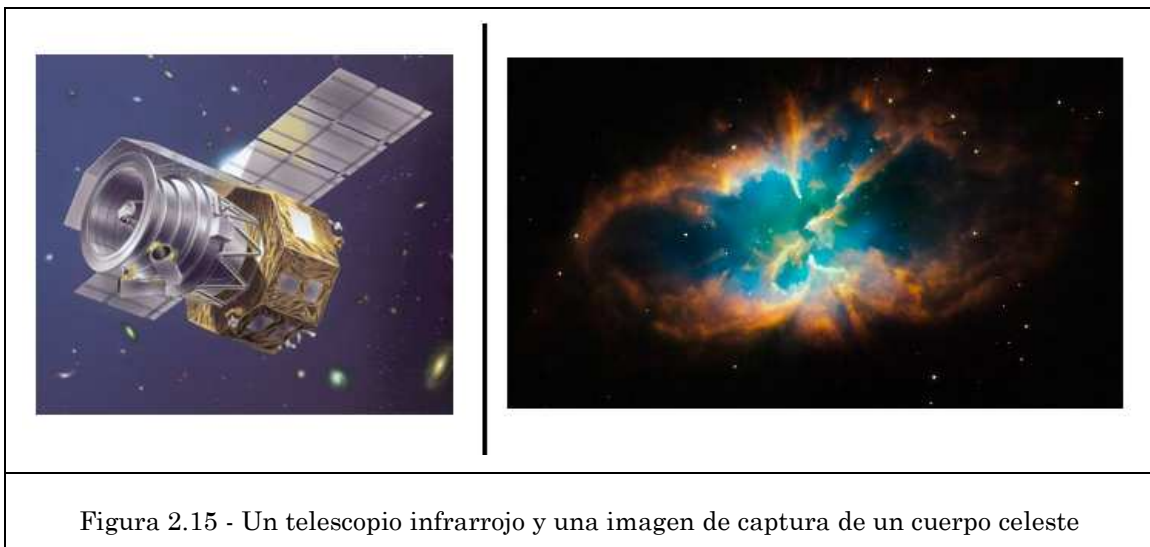 Figura 2.15 - Un telescopio infrarrojo y una imagen de captura de un cuerpo celeste